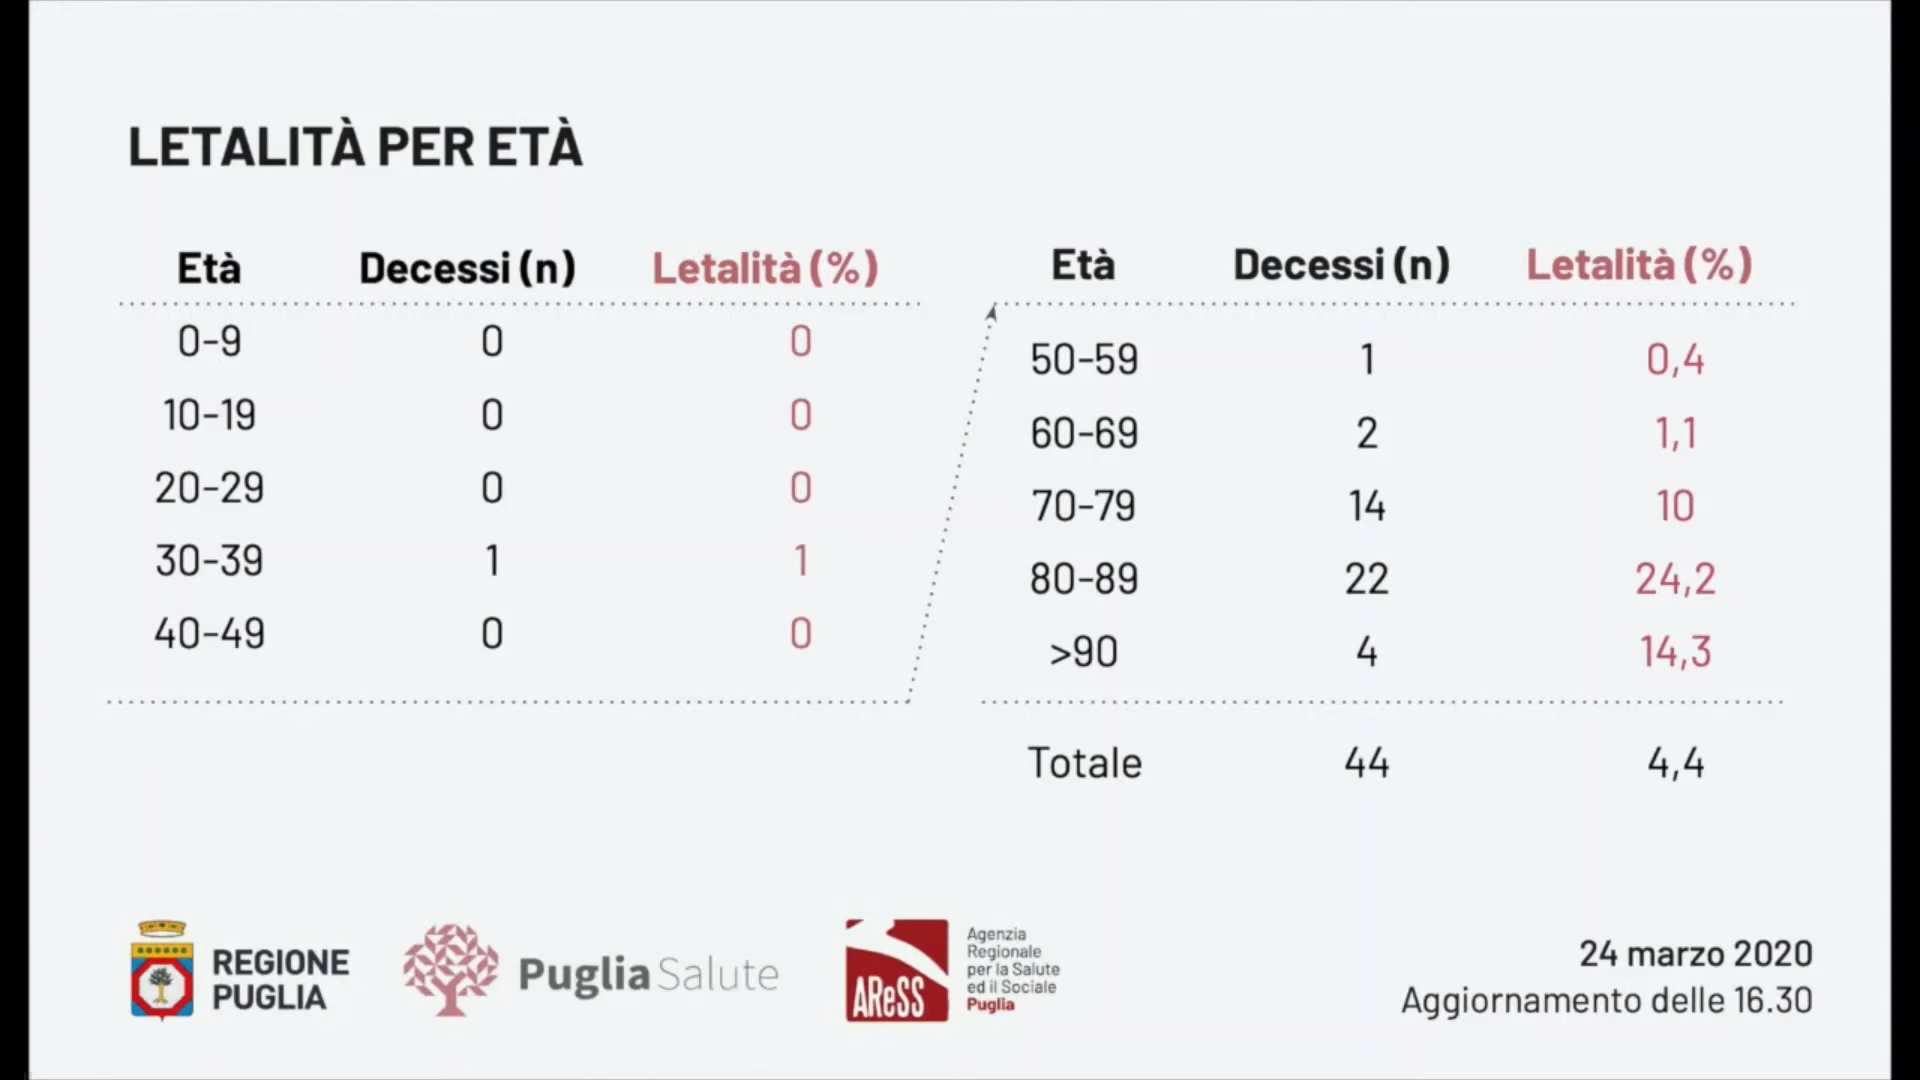 LETALITÀ PER ETÀ
Età Decessi (n) Letalità (%)
0-9 0 0
10-19 0 0
20-29 0 0
30-39 1 1
40-49 0 0
Età Decessi (n) Letalità (%)
50-59 1 0,4
60-69 2 1,1
70-79 14 10
80-89 22 24,2
>90 4 14,3
Totale 44 4,4
REGIONE
PUGLIA
Puglia Salute
AReSS
Agenzia
Regionale
per la Salute
ed il Sociale
Puglia
24 marzo 2020
Aggiornamento delle 16.30